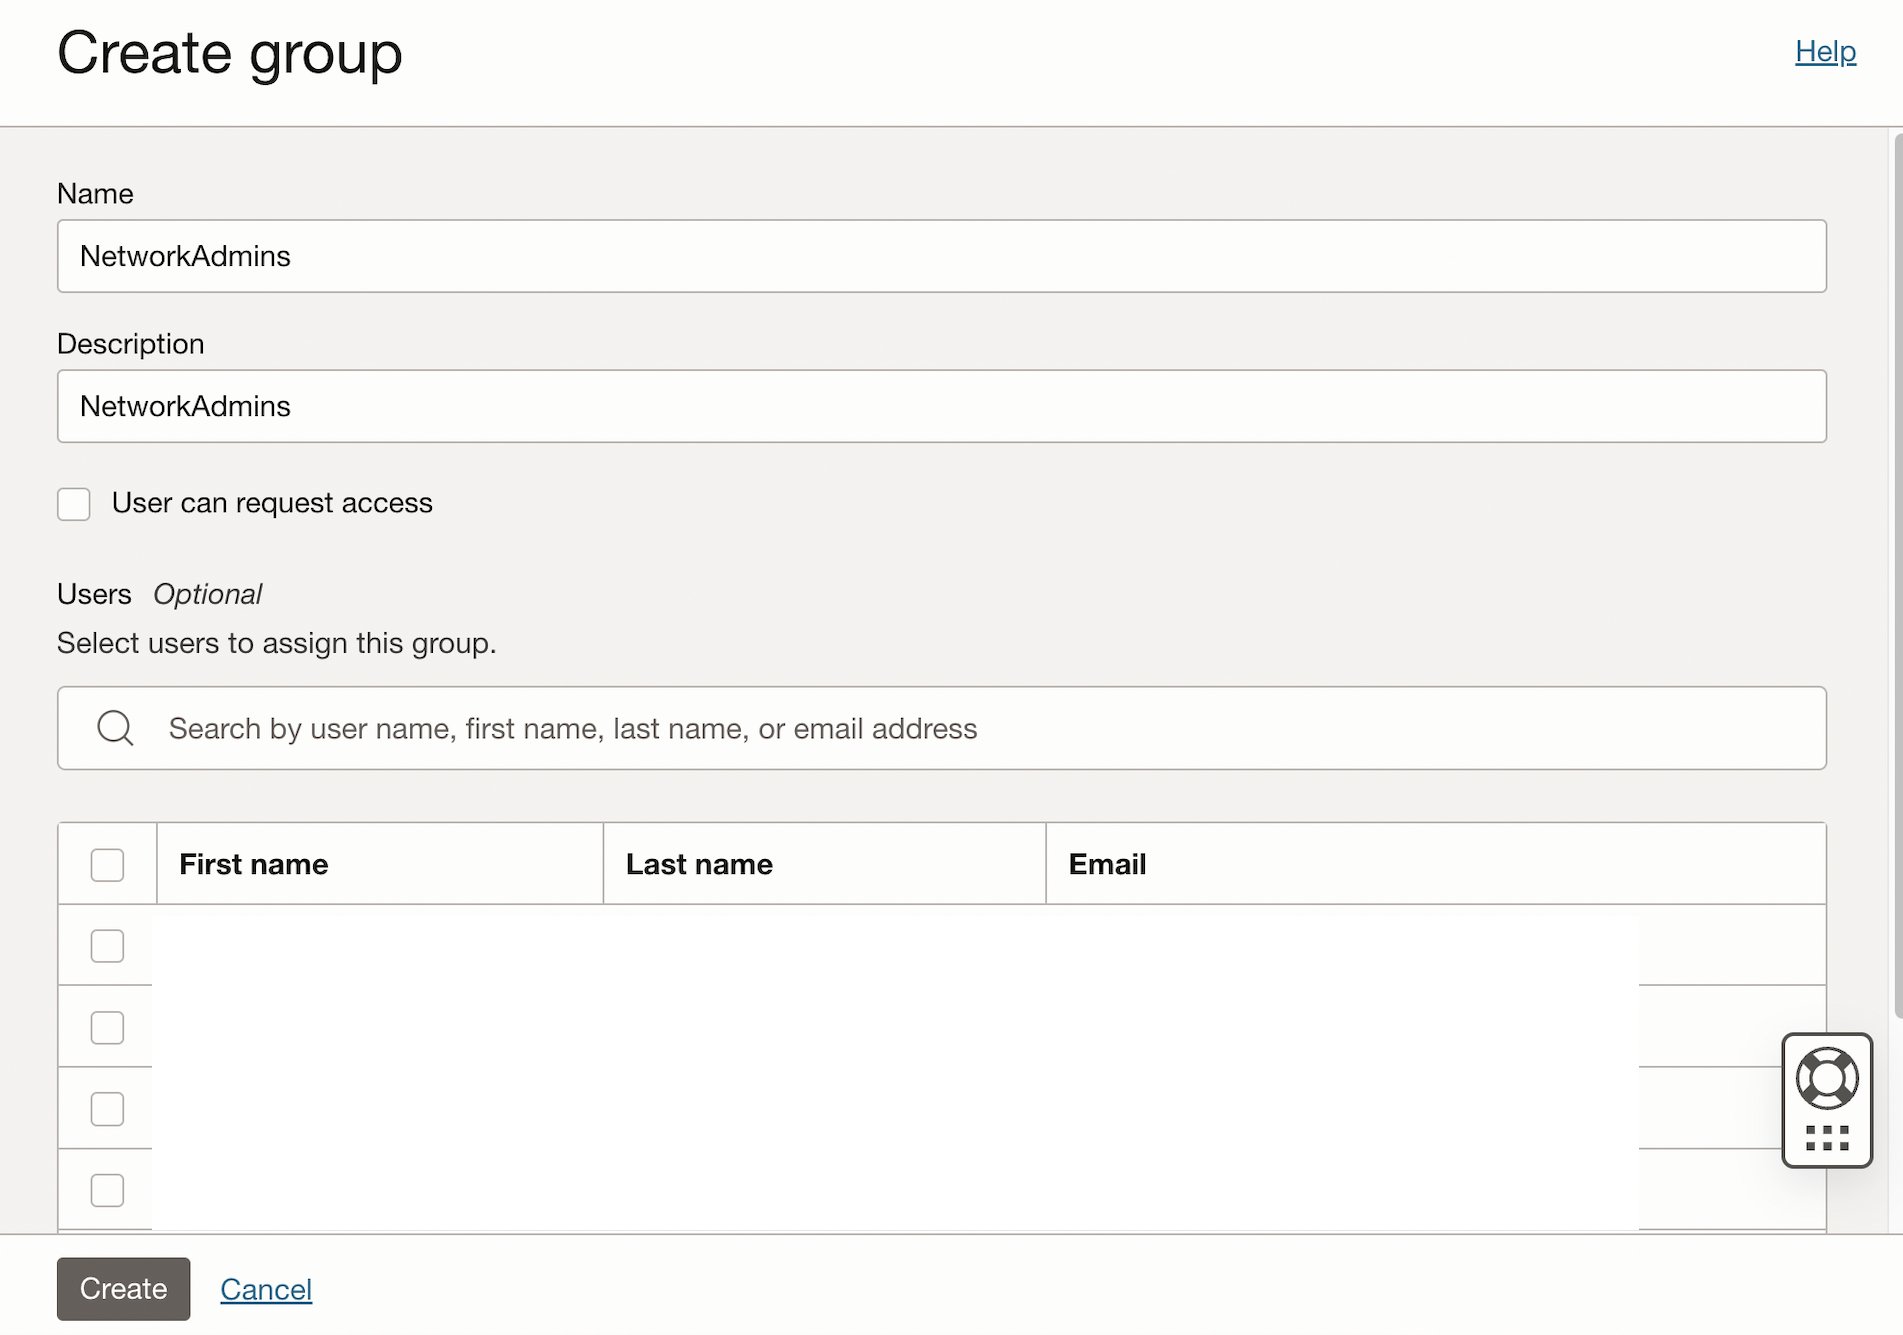 Create group
Help
Name
NetworkAdmins
Description
NetworkAdmins
User can request access
Users Optional
Select users to assign this group.
Search by user name, first name, last name, or email address
First name Last name Email
Create Cancel